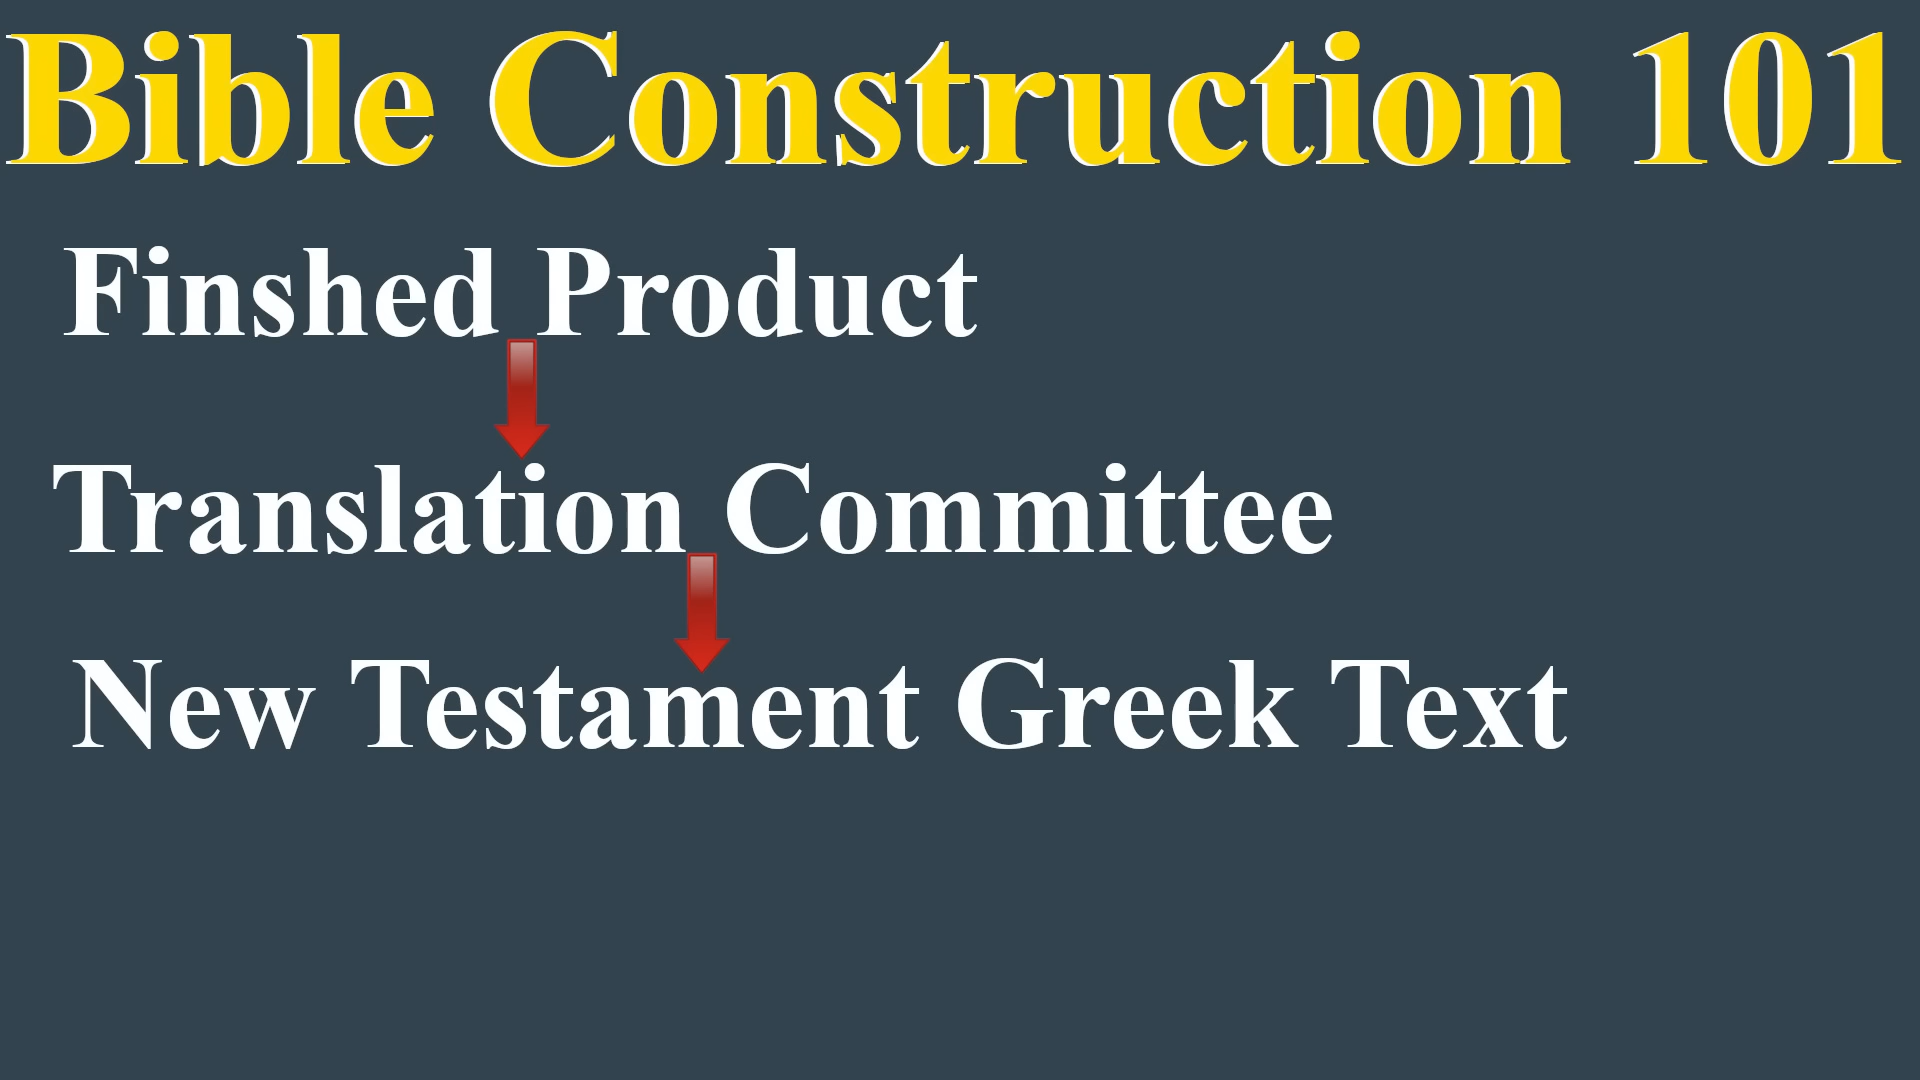 Bible Construction 101
Finshed Product
Translation Committee
New Testament Greek Text